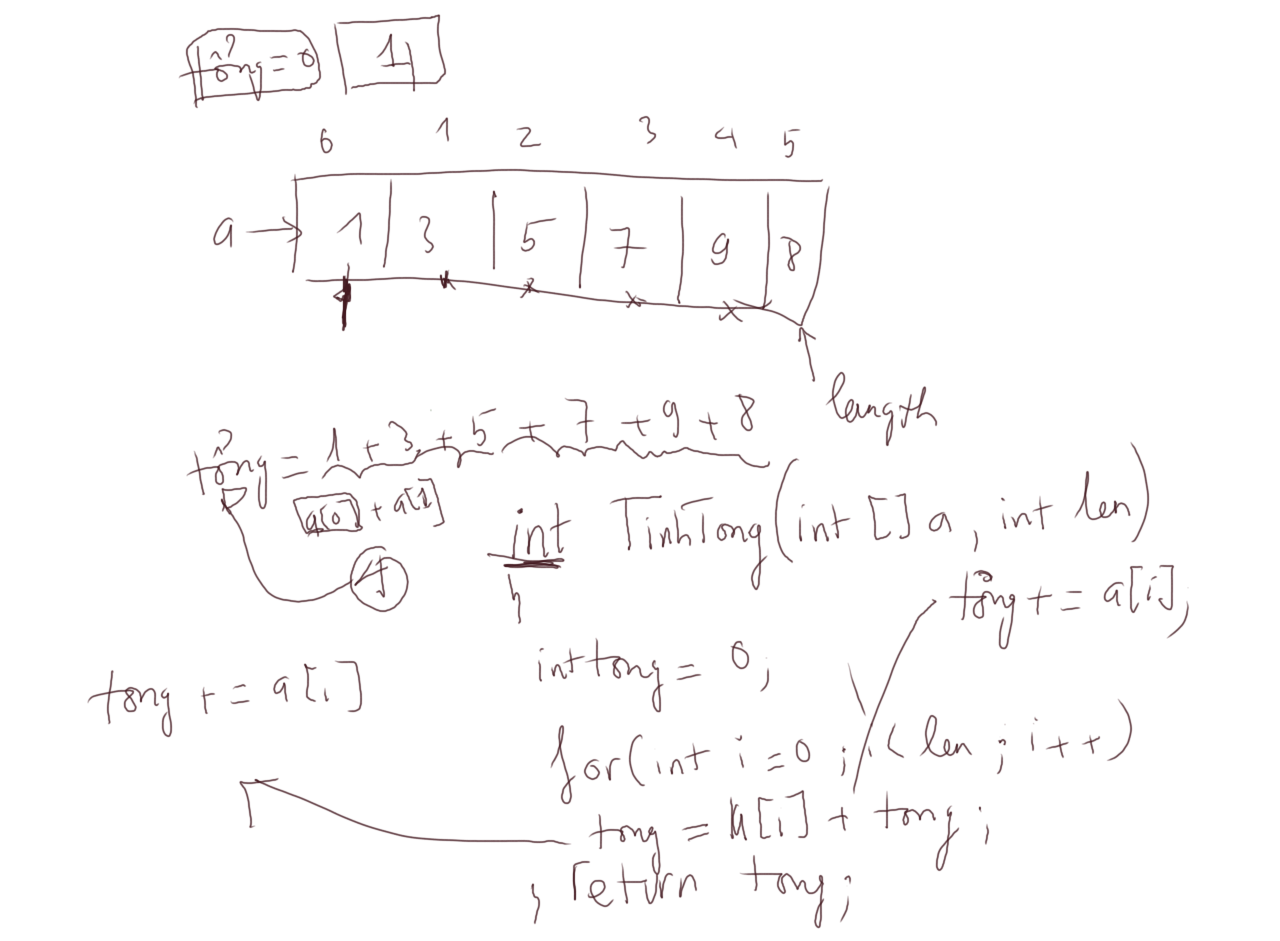 tổng = 0 4
0 1 2 3 4 5
a → 1 3 5 7 9 8
length
tổng = 1 + 3 + 5 + 7 + 9 + 8
a[0] + a[1]
int TinhTong(int [] a, int len)
{
tổng += a[i];
int tong = 0;
tong += a[i]
for(int i = 0; i < len; i++)
tong = a[i] + tong;
} return tong;